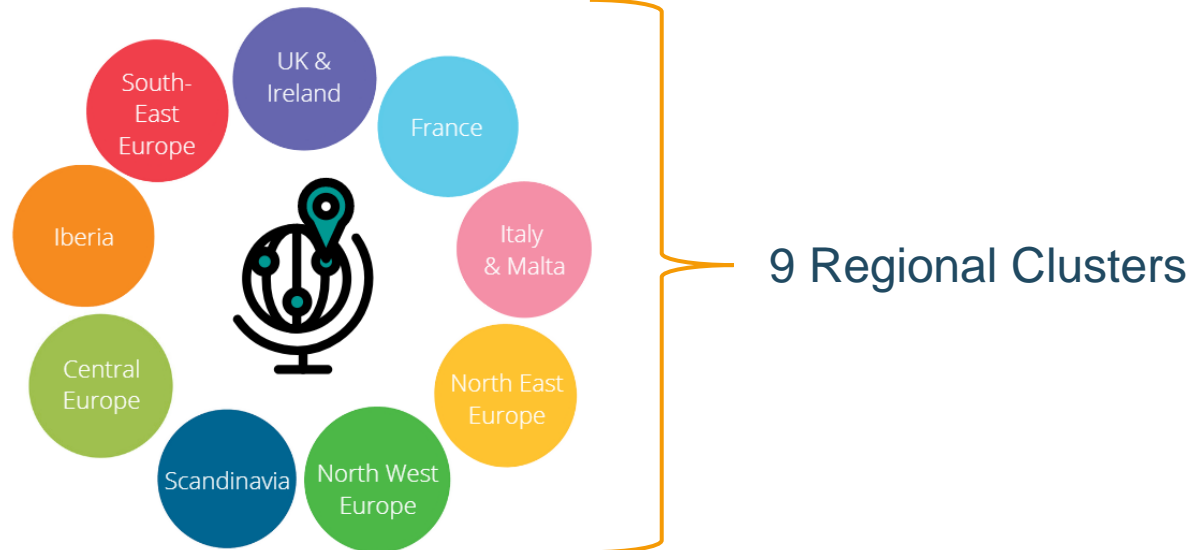 UK &
Ireland
France
Italy
& Malta
North East
Europe
North West
Europe
Scandinavia
Central
Europe
Iberia
South-
East
Europe
9 Regional Clusters